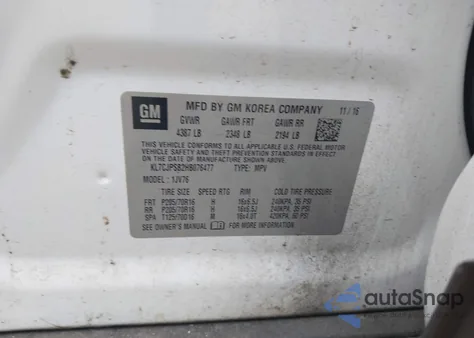 GM
MFD BY GM KOREA COMPANY 11 / 16
GVWR GAWR FRT GAWR RR
4387 LB 2348 LB 2194 LB
THIS VEHICLE CONFORMS TO ALL APPLICABLE U.S. FEDERAL MOTOR
VEHICLE SAFETY AND THEFT PREVENTION STANDARDS IN EFFECT ON
THE DATE OF MANUFACTURE SHOWN ABOVE.
KL7CJPSB2HB076477 TYPE: MPV
MODEL : 1JV76
TIRE SIZE SPEED RTG RIM COLD TIRE PRESSURE
FRT P205/70R16 H 16x6.5J 240KPA, 35 PSI
RR P205/70R16 H 16x6.5J 240KPA, 35 PSI
SPA T125/70D16 M 16x4.0T 420KPA, 60 PSI
SEE OWNER'S MANUAL FOR ADDITIONAL INFORMATION.
autoSnap